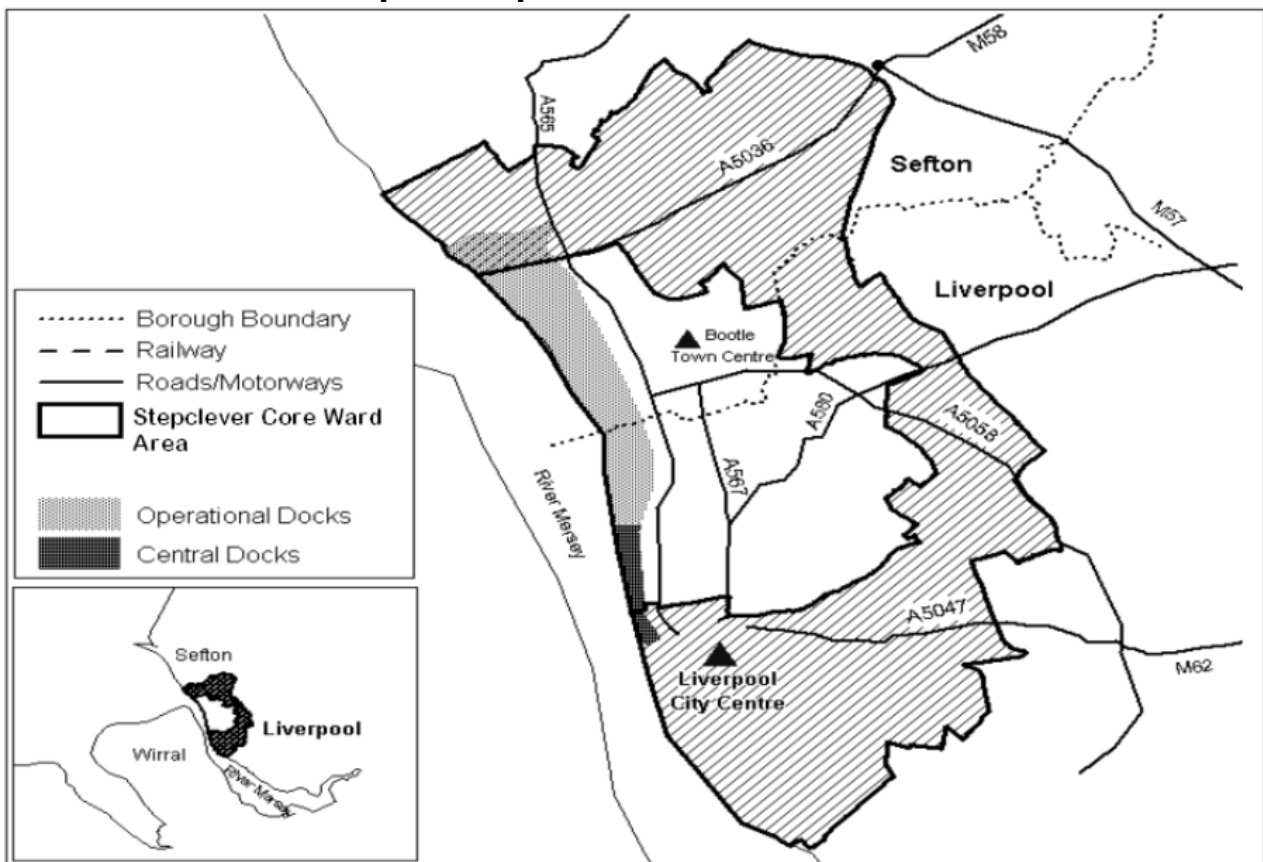 M58
A565
A5036
Sefton
M57
Liverpool
Borough Boundary
Railway
Roads/Motorways
Stepclever Core Ward
Area
Operational Docks
Central Docks
Bootle
Town Centre
A580
A5058
A567
River Mersey
A5047
M62
Liverpool
City Centre
Sefton
Liverpool
Wirral
River Mersey